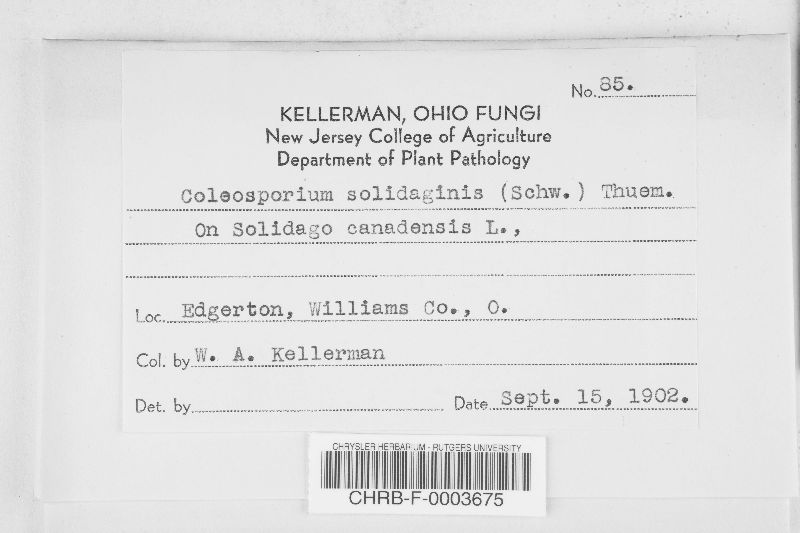 No. 85.
KELLERMAN, OHIO FUNGI
New Jersey College of Agriculture
Department of Plant Pathology
Coleosporium solidaginis (Schw.) Thuem.
On Solidago canadensis L.,
Loc. Edgerton, Williams Co., O.
Col. by W. A. Kellerman
Det. by Date Sept. 15, 1902.
CHRYSLER HERBARIUM - RUTGERS UNIVERSITY
CHRB-F-0003675